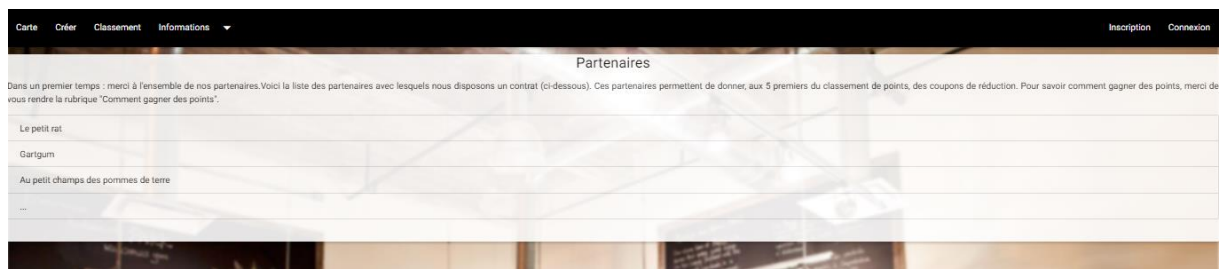 Carte Créer Classement Informations Inscription Connexion
Partenaires
Dans un premier temps : merci à l'ensemble de nos partenaires.Voici la liste des partenaires avec lesquels nous disposons un contrat (ci-dessous). Ces partenaires permettent de donner, aux 5 premiers du classement de points, des coupons de réduction. Pour savoir comment gagner des points, merci de
vous rendre la rubrique "Comment gagner des points".
Le petit rat
Gartgum
Au petit champs des pommes de terre
...